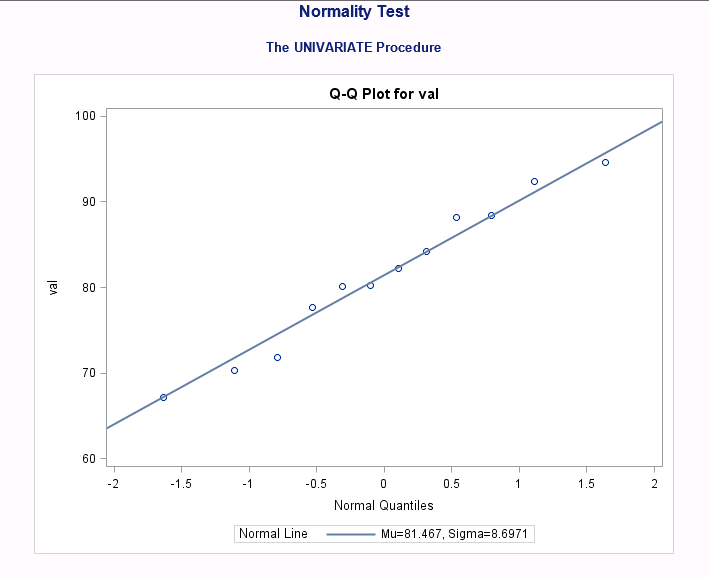 Normality Test
The UNIVARIATE Procedure
Q-Q Plot for val
100
90
80
70
60
val
-2 -1.5 -1 -0.5 0 0.5 1 1.5 2
Normal Quantiles
Normal Line Mu=81.467, Sigma=8.6971